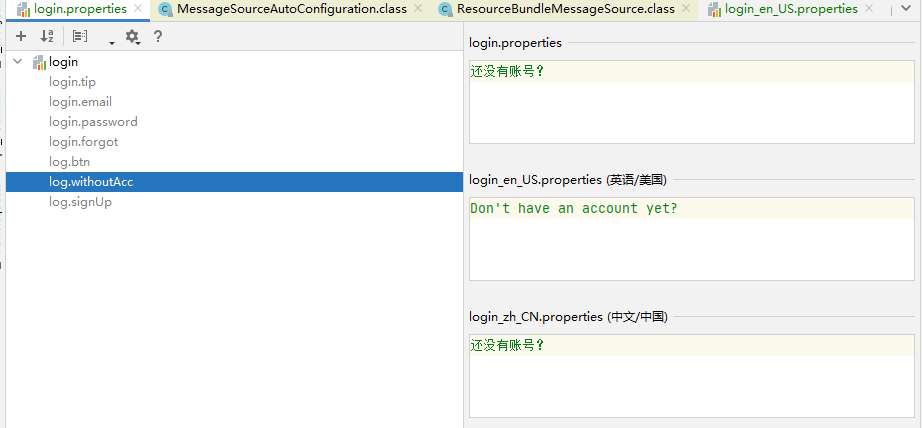 login.properties
MessageSourceAutoConfiguration.class
ResourceBundleMessageSource.class
login_en_US.properties
login
login.tip
login.email
login.password
login.forgot
log.btn
log.withoutAcc
log.signUp
login.properties
还没有账号？
login_en_US.properties (英语/美国)
Don't have an account yet?
login_zh_CN.properties (中文/中国)
还没有账号？